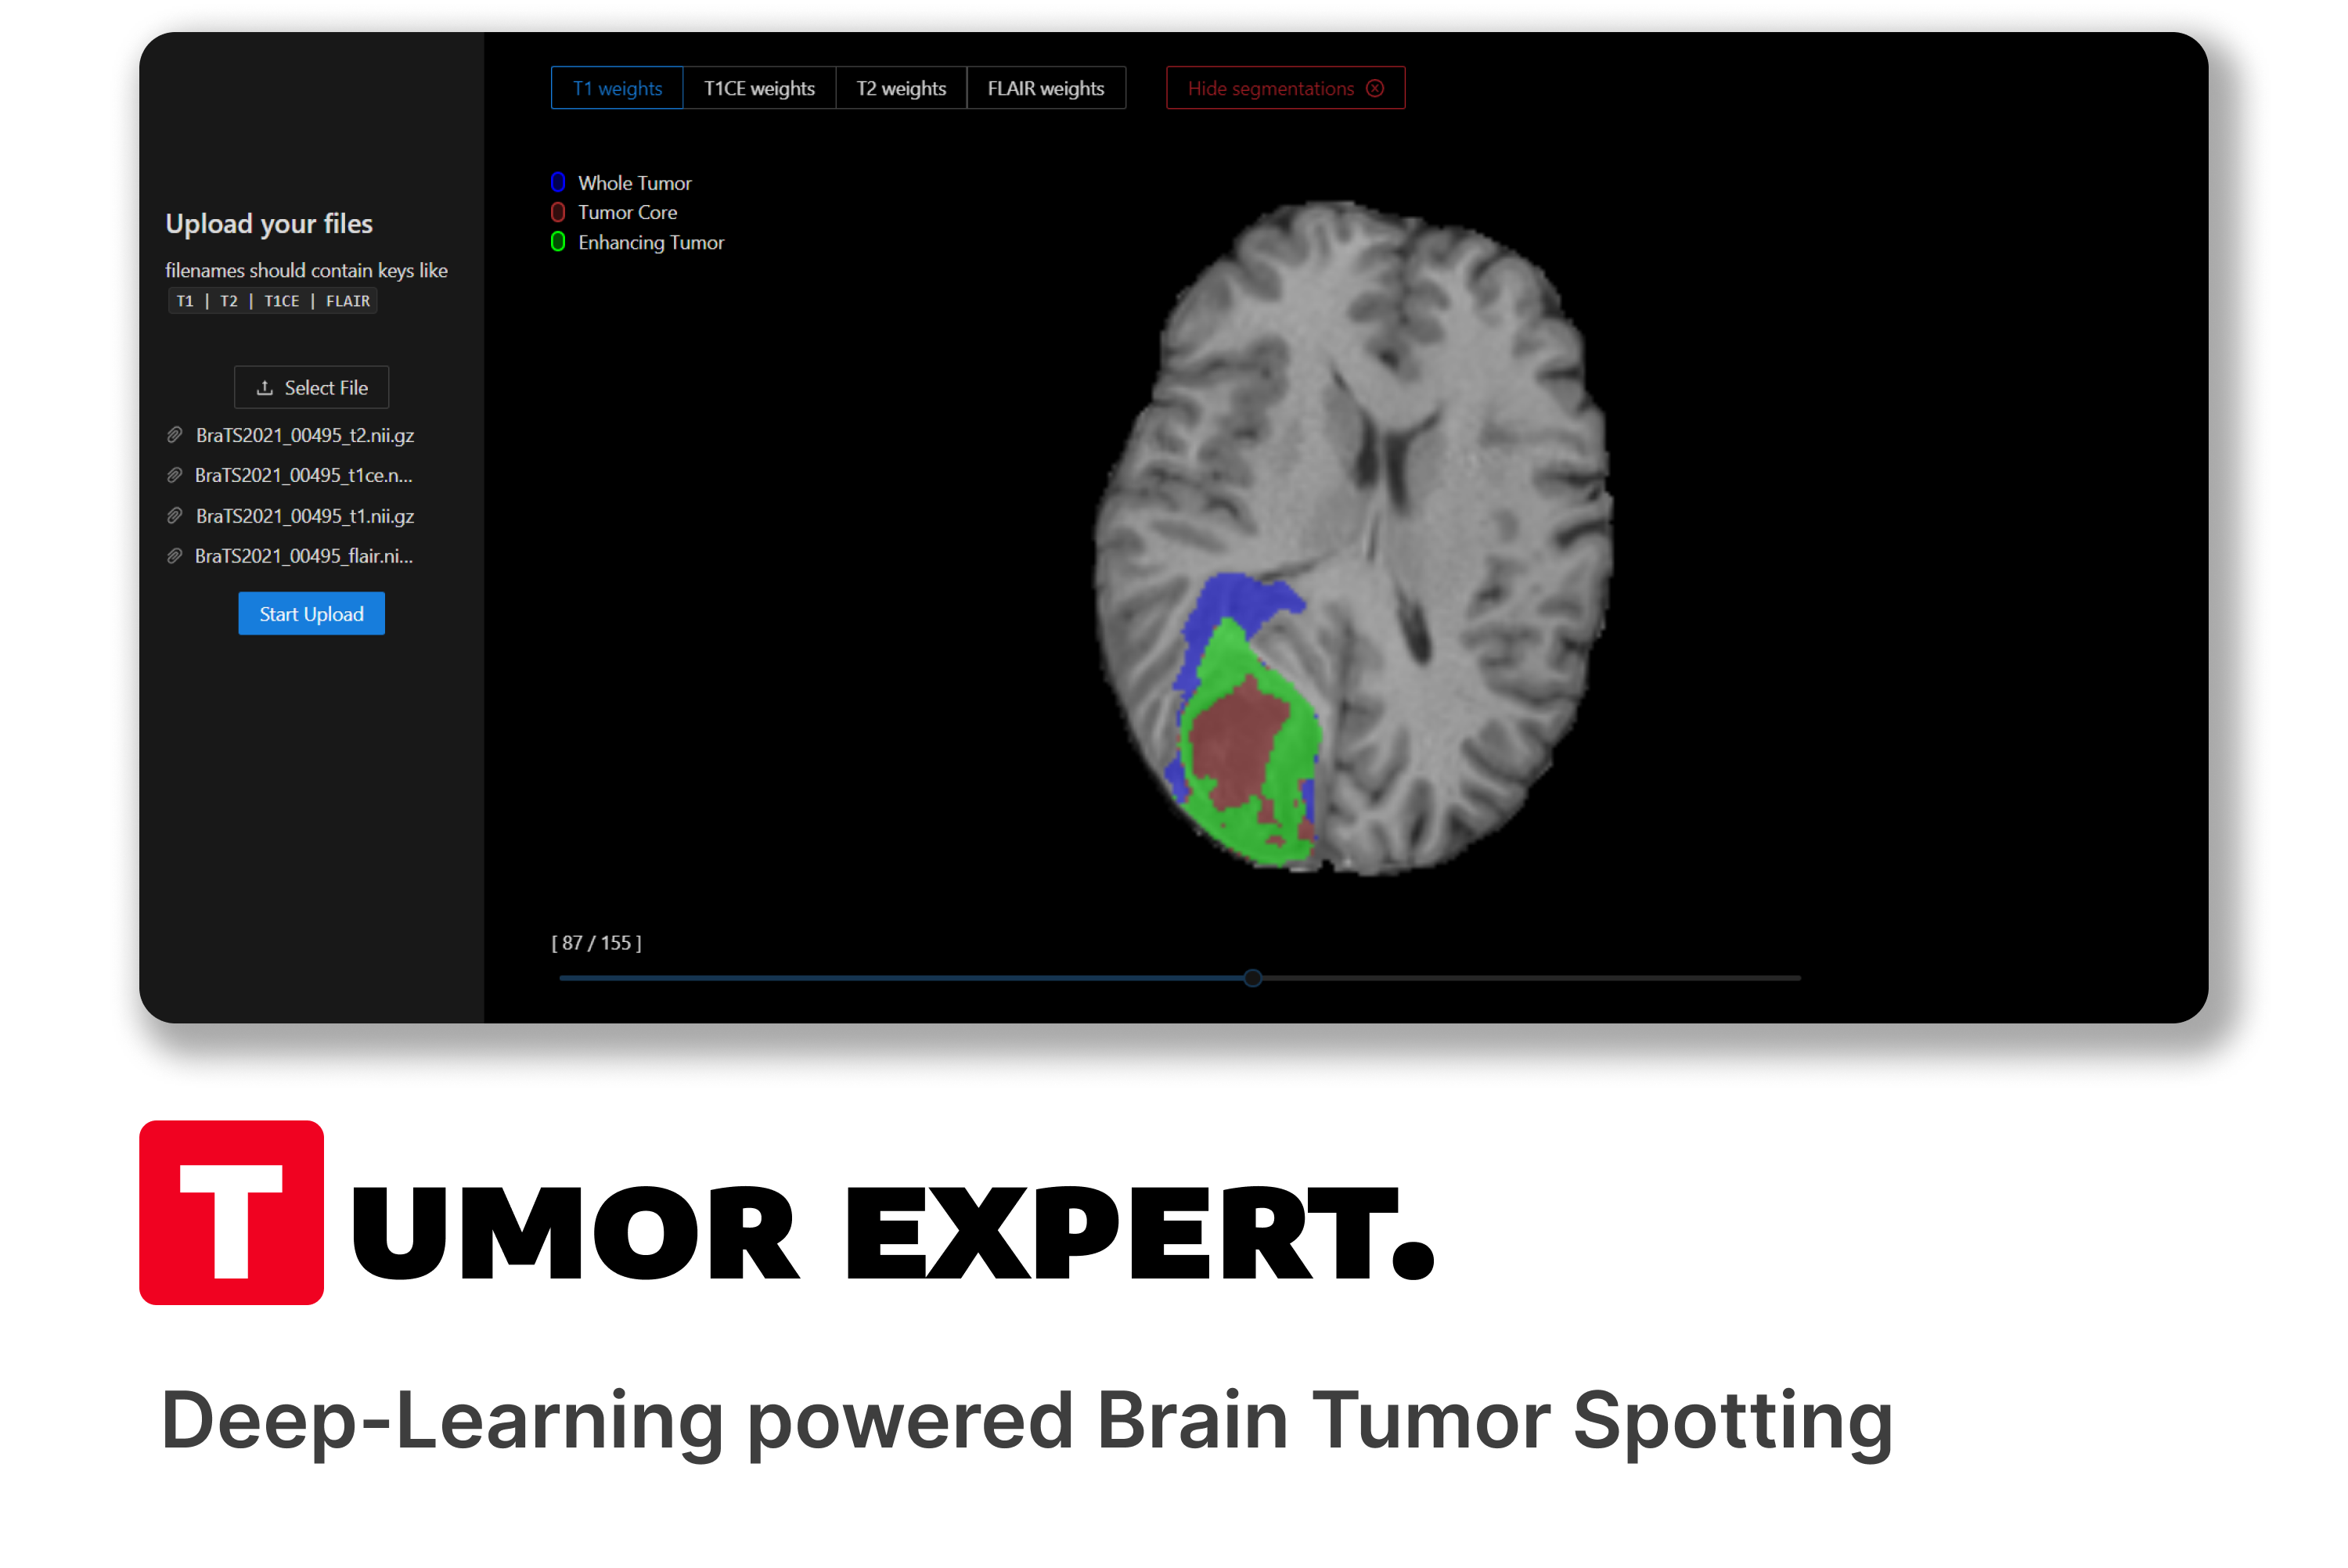 T1 weights T1CE weights T2 weights FLAIR weights Hide segmentations
Whole Tumor
Tumor Core
Enhancing Tumor
Upload your files
filenames should contain keys like
T1 | T2 | T1CE | FLAIR
Select File
BraTS2021_00495_t2.nii.gz
BraTS2021_00495_t1ce.n...
BraTS2021_00495_t1.nii.gz
BraTS2021_00495_flair.ni...
Start Upload
[ 87 / 155 ]
TUMOR EXPERT.
Deep-Learning powered Brain Tumor Spotting